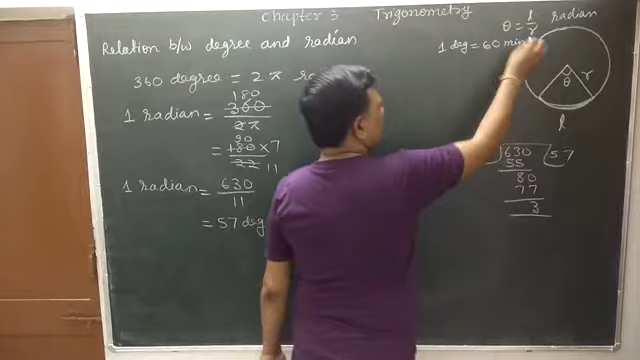 Chapter 3 Trigonometry
θ = l/r radian
1 deg = 60 min
Relation b/w degree and radian
360 degree = 2 π
1 radian = 360/2π
180
= 180 × 7/22
90
11
1 radian = 630/11
= 57 deg
θ
r
l
630
57
55
80
77
3